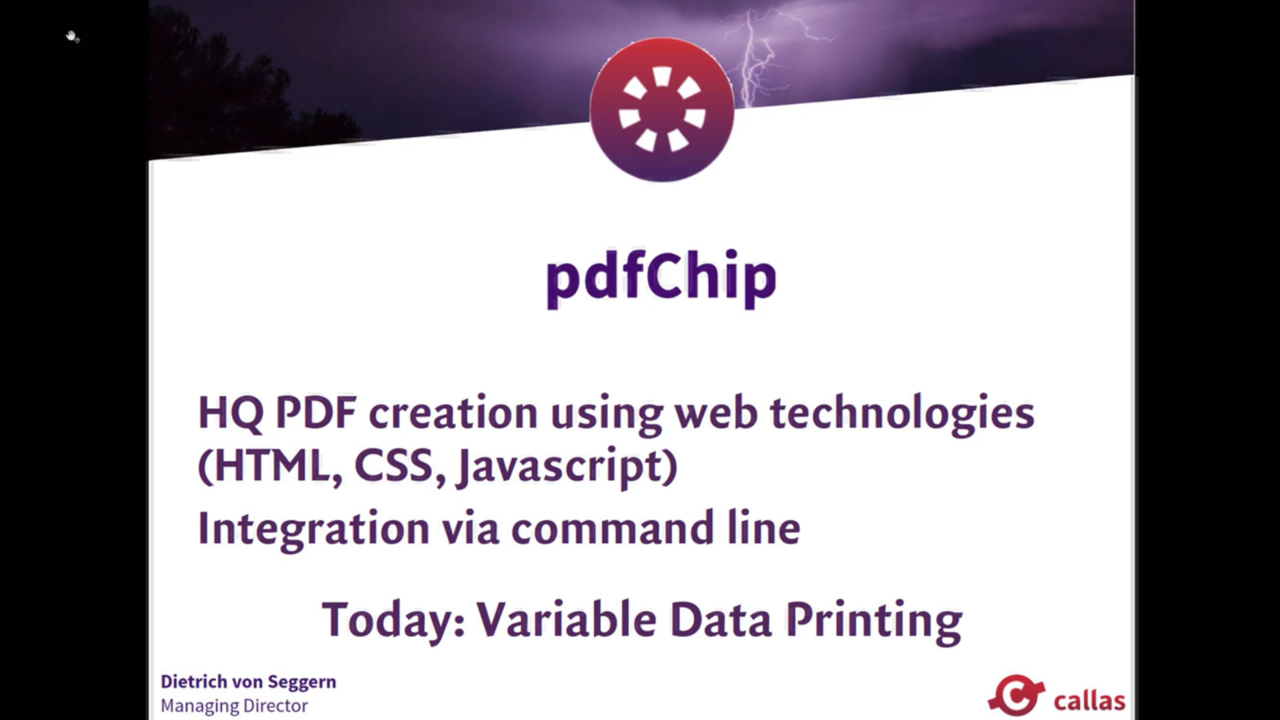 pdfChip
HQ PDF creation using web technologies
(HTML, CSS, Javascript)
Integration via command line
Today: Variable Data Printing
Dietrich von Seggern
Managing Director
callas